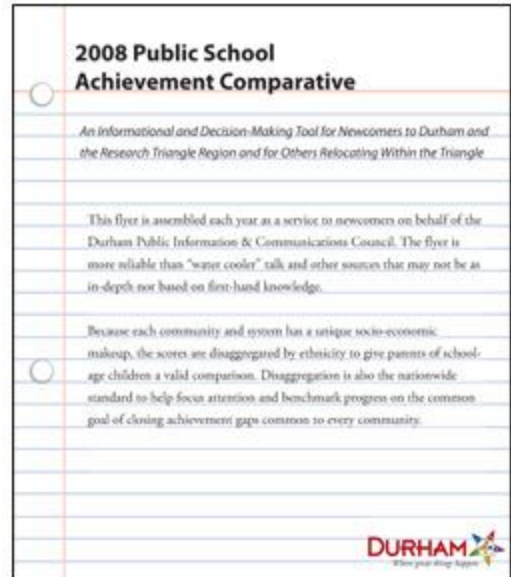 2008 Public School
Achievement Comparative
An Informational and Decision-Making Tool for Newcomers to Durham and
the Research Triangle Region and for Others Relocating Within the Triangle
This flyer is assembled each year as a service to newcomers on behalf of the
Durham Public Information & Communications Council. The flyer is
more reliable than "water cooler" talk and other sources that may not be as
in-depth nor based on first-hand knowledge.
Because each community and system has a unique socio-economic
makeup, the scores are disaggregated by ethnicity to give parents of school-
age children a valid comparison. Disaggregation is also the nationwide
standard to help focus attention and benchmark progress on the common
goal of closing achievement gaps common to every community.
DURHAM
Where great things happen